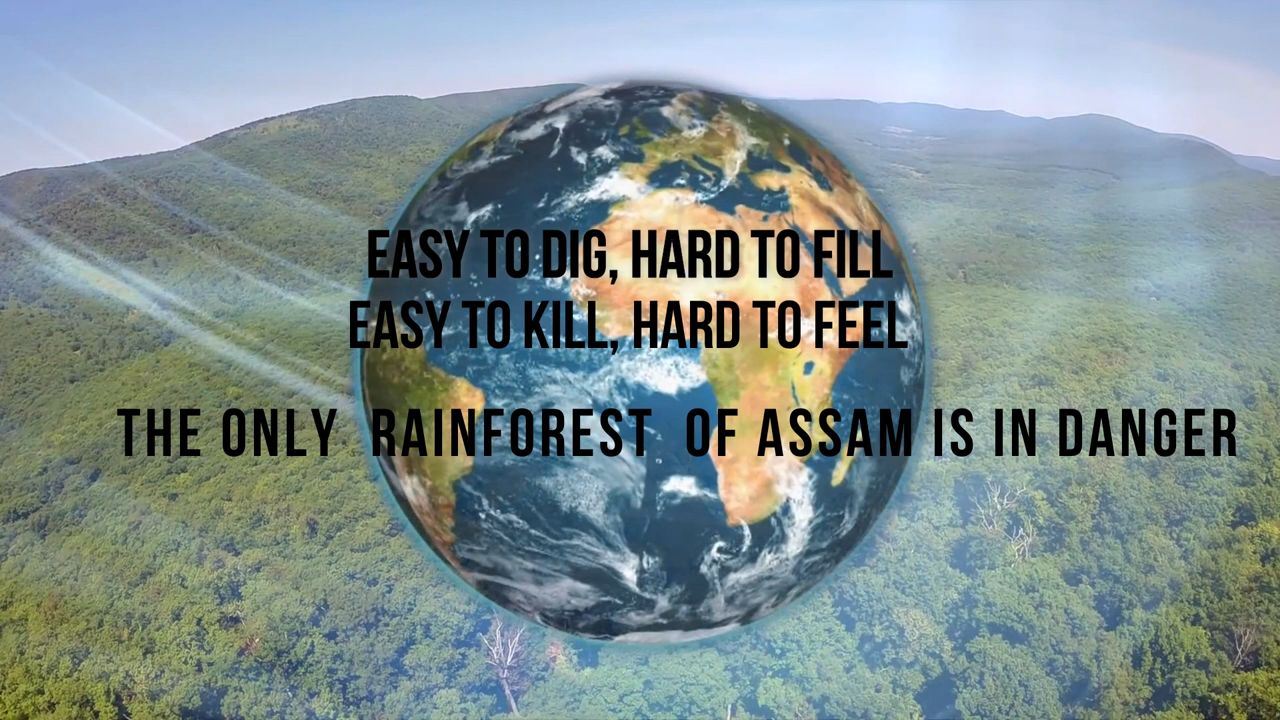 EASY TO DIG, HARD TO FILL
EASY TO KILL, HARD TO FEEL
THE ONLY RAINFOREST OF ASSAM IS IN DANGER